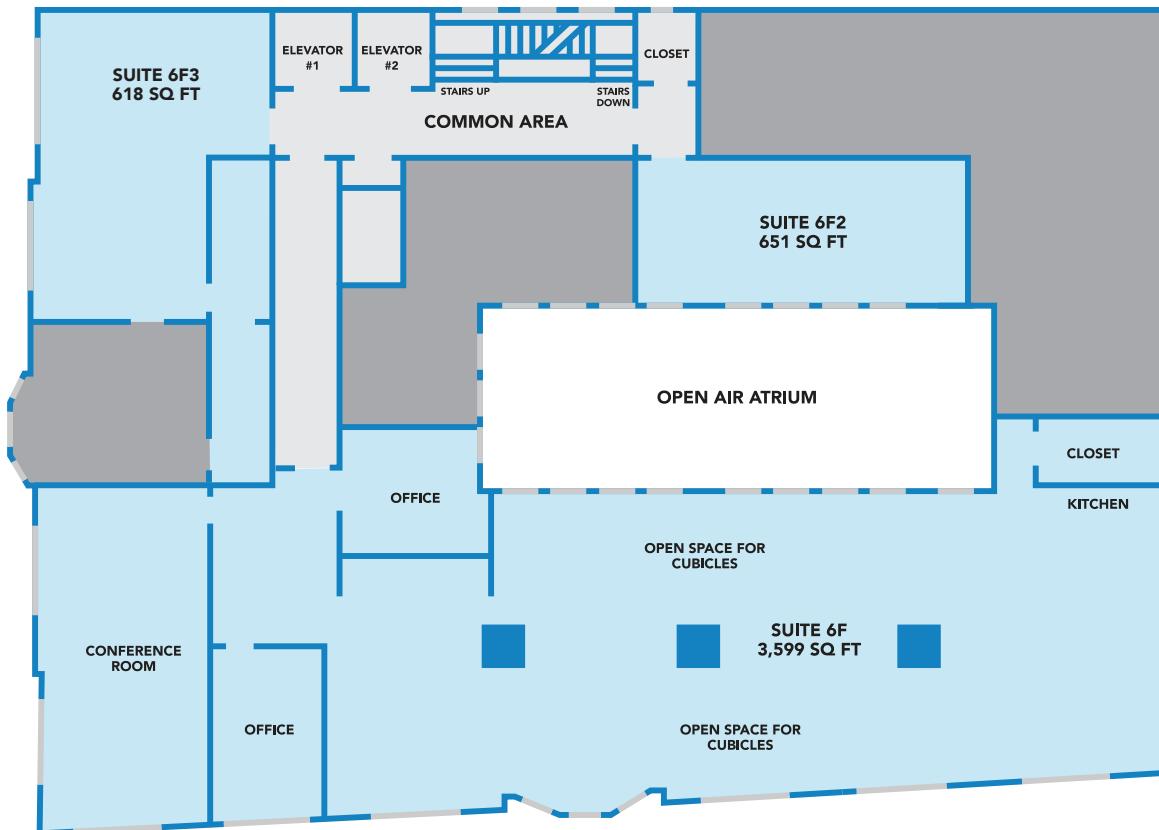 SUITE 6F3
618 SQ FT
ELEVATOR
#1
ELEVATOR
#2
CLOSET
STAIRS UP
STAIRS
DOWN
COMMON AREA
SUITE 6F2
651 SQ FT
OPEN AIR ATRIUM
CLOSET
OFFICE
KITCHEN
OPEN SPACE FOR
CUBICLES
SUITE 6F
3,599 SQ FT
CONFERENCE
ROOM
OFFICE
OPEN SPACE FOR
CUBICLES